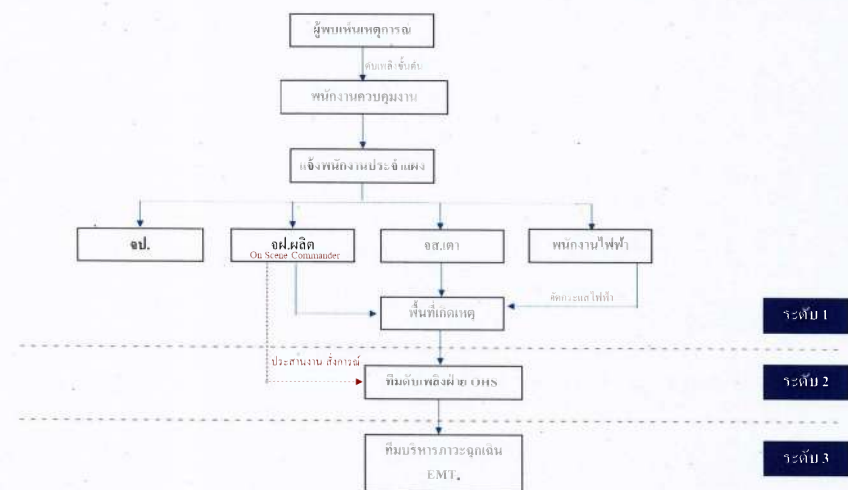 ผู้พบเห็นเหตุการณ์
ดับเพลิงขั้นต้น
พนักงานควบคุมงาน
แจ้งพนักงานประจำแผง
จป.
จฝ.ผลิต
On Scene Commander
จส.เตา
พนักงานไฟฟ้า
ตัดกระแสไฟฟ้า
พื้นที่เกิดเหตุ
ระดับ 1
ประสานงาน สั่งการณ์
ทีมดับเพลิงฝ่าย OHS
ระดับ 2
ทีมบริหารภาวะฉุกเฉิน
EMT.
ระดับ 3